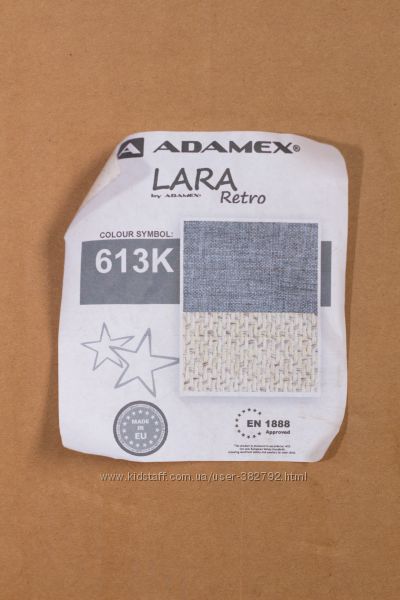 ADAMEX®
LARA
by ADAMEX®
Retro
COLOUR SYMBOL:
613K
MADE
IN
EU
EN 1888
Approved
www.kidstaff.com.ua/user-382792.html